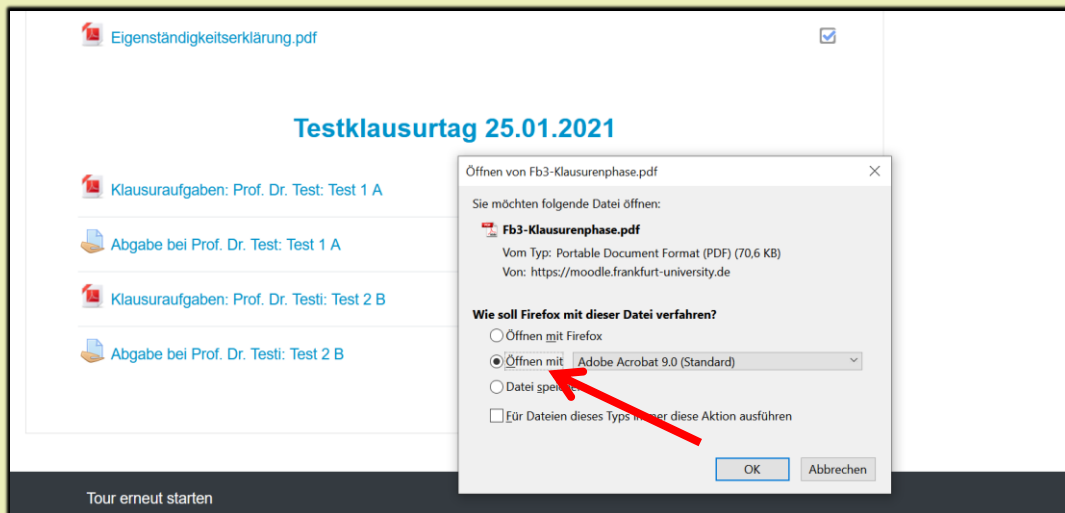 Eigenständigkeitserklärung.pdf
Testklausurtag 25.01.2021
Klausuraufgaben: Prof. Dr. Test: Test 1 A
Abgabe bei Prof. Dr. Test: Test 1 A
Klausuraufgaben: Prof. Dr. Testi: Test 2 B
Abgabe bei Prof. Dr. Testi: Test 2 B
Öffnen von Fb3-Klausurenphase.pdf
Sie möchten folgende Datei öffnen:
Fb3-Klausurenphase.pdf
Vom Typ: Portable Document Format (PDF) (70,6 KB)
Von: https://moodle.frankfurt-university.de
Wie soll Firefox mit dieser Datei verfahren?
Öffnen mit Firefox
Öffnen mit Adobe Acrobat 9.0 (Standard)
Datei
Für Dateien dieses Typs immer diese Aktion ausführen
OK Abbrechen
Tour erneut starten